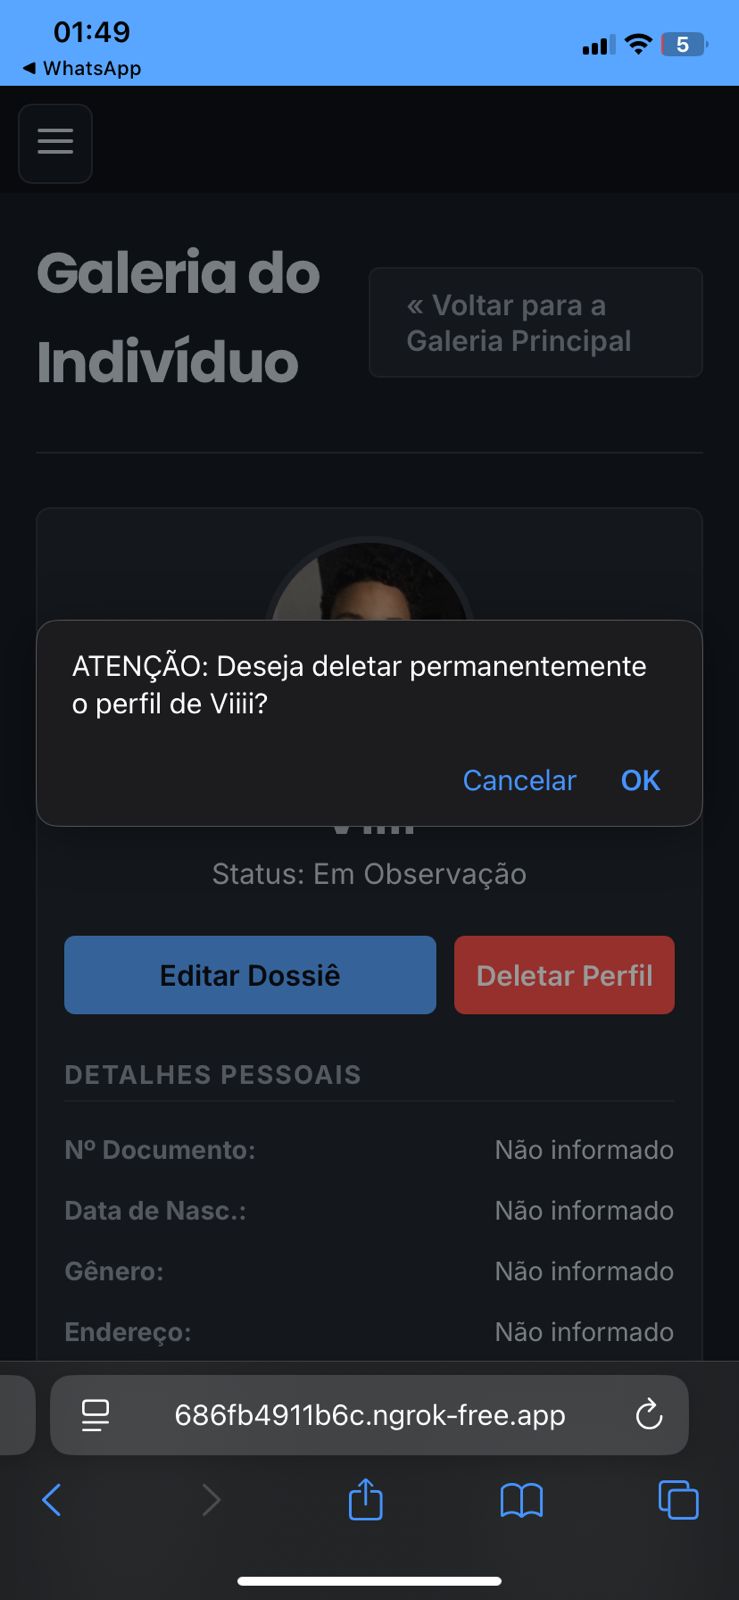 01:49
5
◀ WhatsApp
Galeria do
Indivíduo
« Voltar para a
Galeria Principal
ATENÇÃO: Deseja deletar permanentemente
o perfil de Viiii?
Cancelar
OK
Viiii
Status: Em Observação
Editar Dossiê
Deletar Perfil
DETALHES PESSOAIS
Nº Documento:
Não informado
Data de Nasc.:
Não informado
Gênero:
Não informado
Endereço:
Não informado
686fb4911b6c.ngrok-free.app